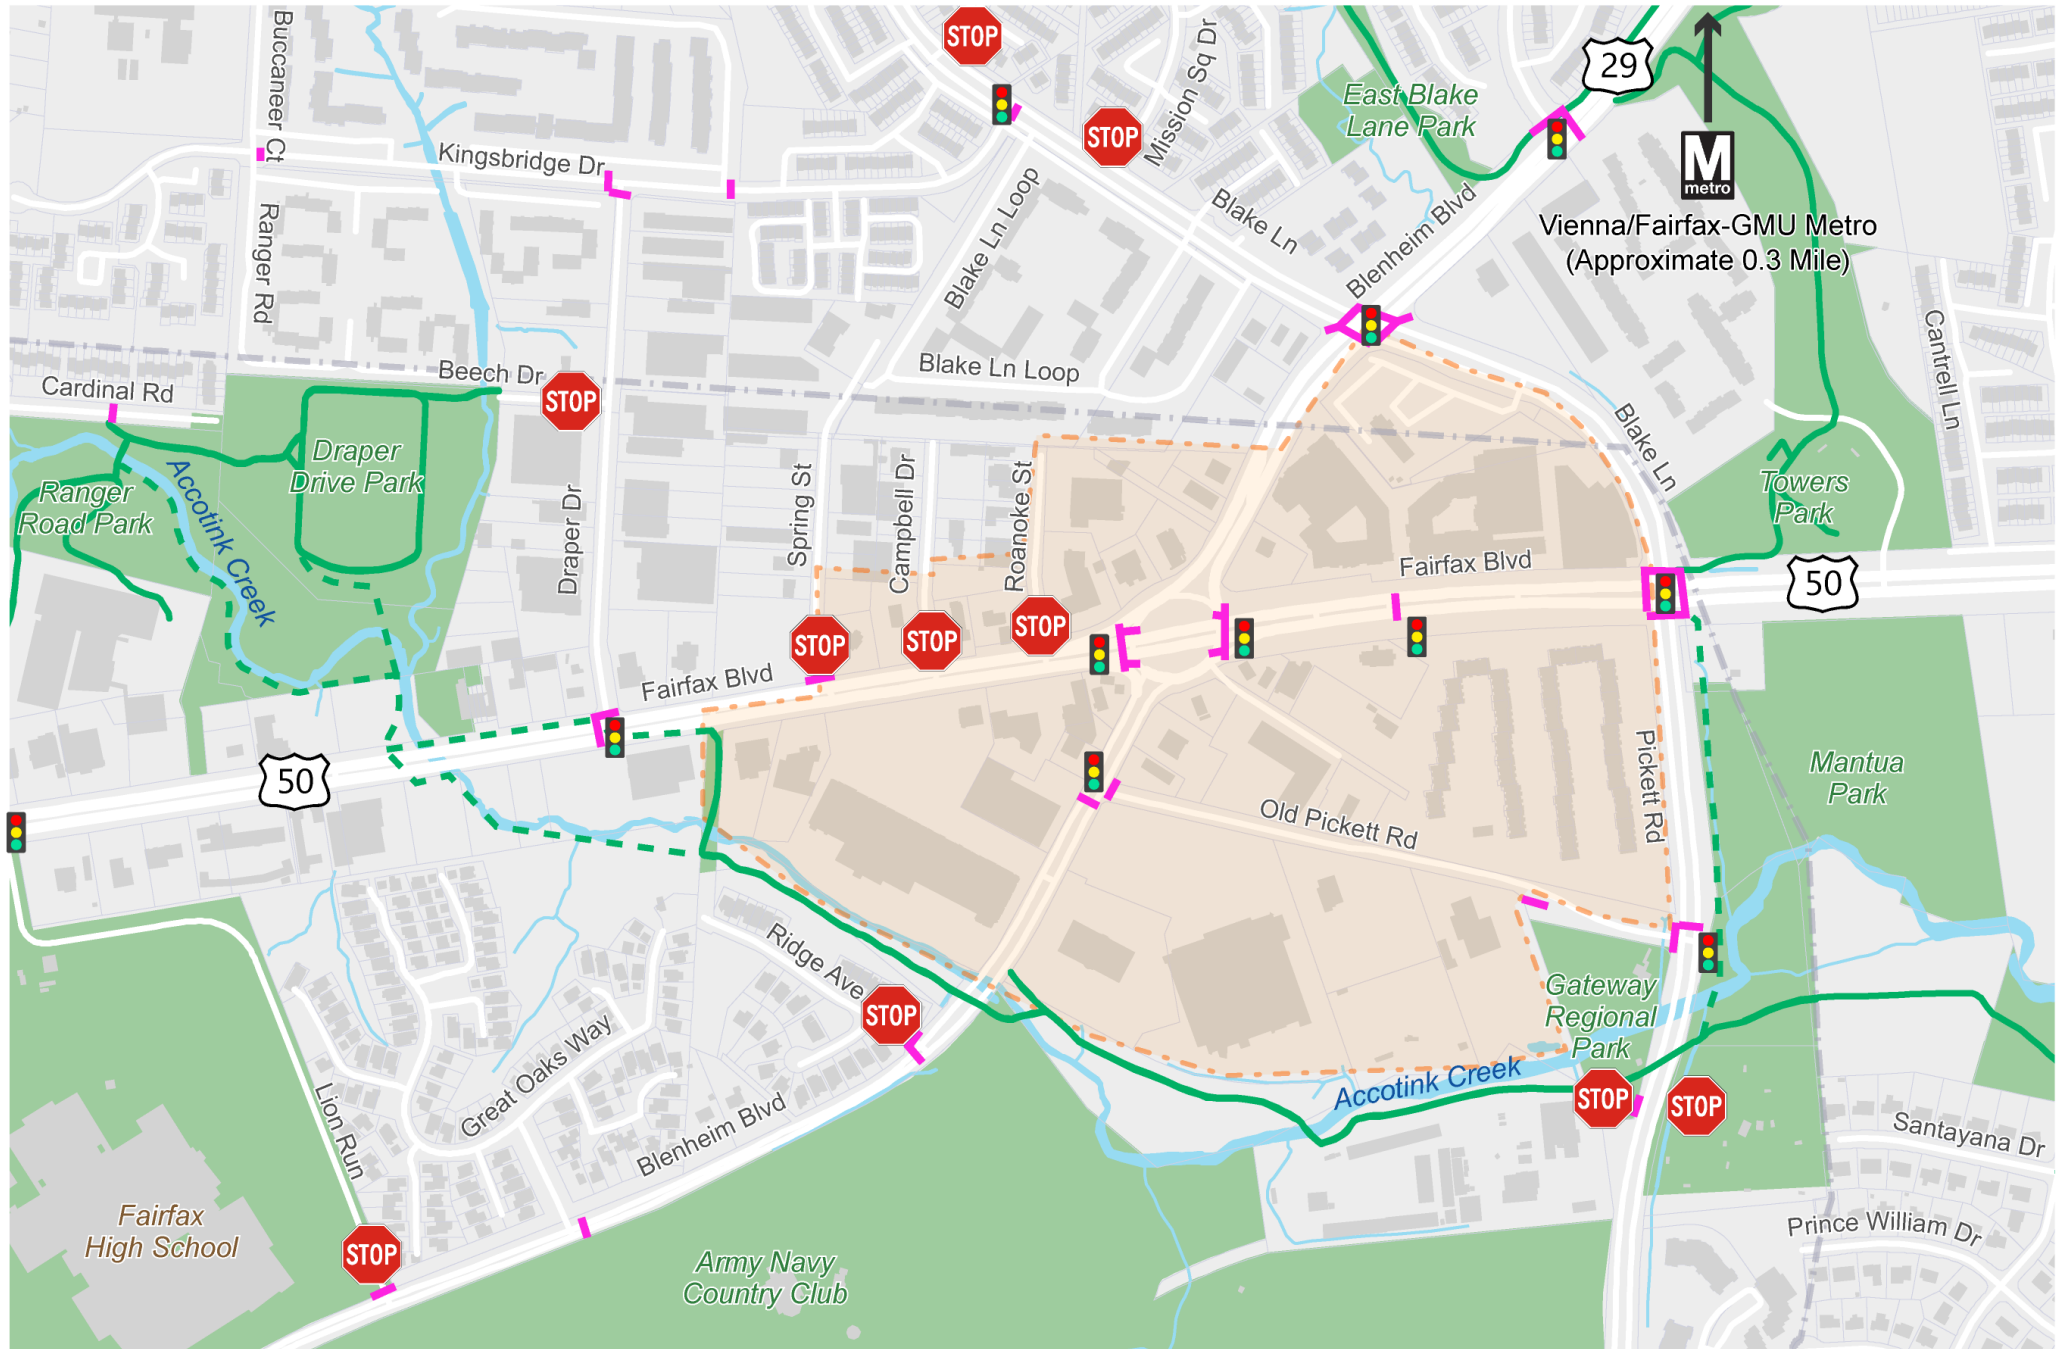 STOP
Buccaneer Ct
Mission Sq Dr
29
East Blake
Lane Park
STOP
M
metro
Kingsbridge Dr
Vienna/Fairfax-GMU Metro
(Approximate 0.3 Mile)
Ranger Rd
Blake Ln Loop
Blake Ln
Blenheim Blvd
Cantrell Ln
Cardinal Rd
Beech Dr
STOP
Blake Ln Loop
Blake Ln
Draper
Drive Park
Ranger
Road Park
Accotink Creek
Draper Dr
Spring St
Campbell Dr
Roanoke St
Towers
Park
Fairfax Blvd
50
STOP
STOP
STOP
Fairfax Blvd
50
Pickett Rd
Mantua
Park
Old Pickett Rd
Ridge Ave
STOP
Gateway
Regional
Park
Accotink Creek
STOP
STOP
Great Oaks Way
Lion Run
Blenheim Blvd
Santayana Dr
Fairfax
High School
STOP
Army Navy
Country Club
Prince William Dr